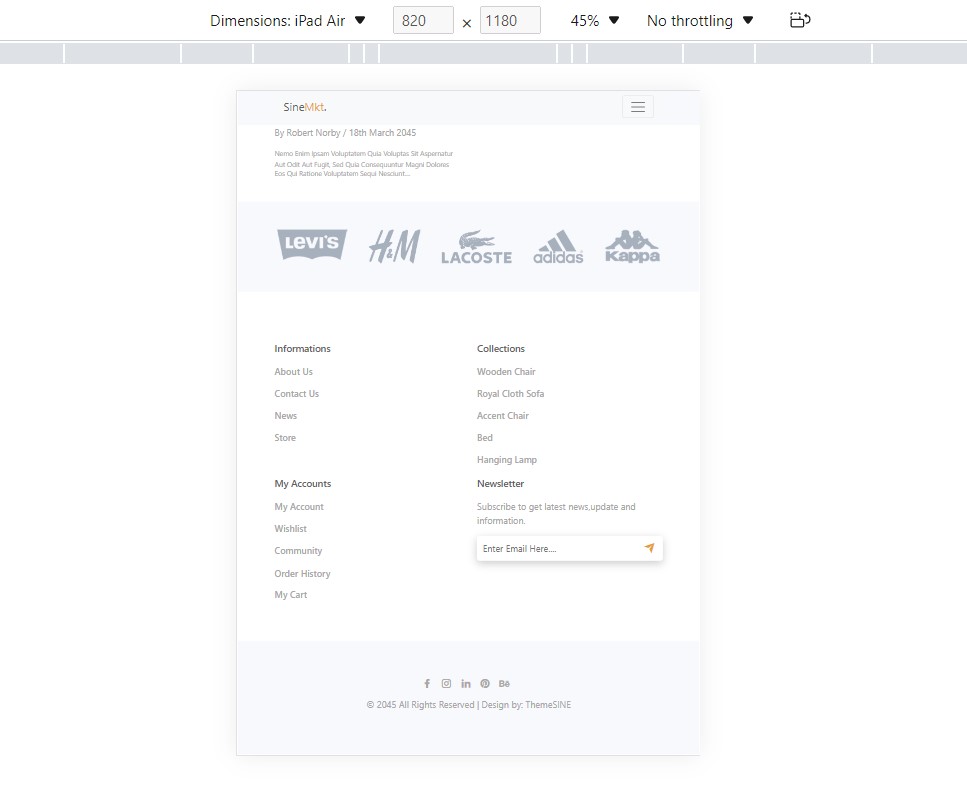 Dimensions: iPad Air 820 × 1180 45% No throttling
SineMkt.
By Robert Norby / 18th March 2045
Nemo Enim Ipsam Voluptatem Quia Voluptas Sit Aspernatur
Aut Odit Aut Fugit, Sed Quia Consequuntur Magni Dolores
Eos Qui Ratione Voluptatem Sequi Nesciunt...
LEVI'S H&M LACOSTE adidas Kappa
Informations
About Us
Contact Us
News
Store
Collections
Wooden Chair
Royal Cloth Sofa
Accent Chair
Bed
Hanging Lamp
My Accounts
My Account
Wishlist
Community
Order History
My Cart
Newsletter
Subscribe to get latest news,update and
information.
Enter Email Here....
© 2045 All Rights Reserved | Design by: ThemeSINE